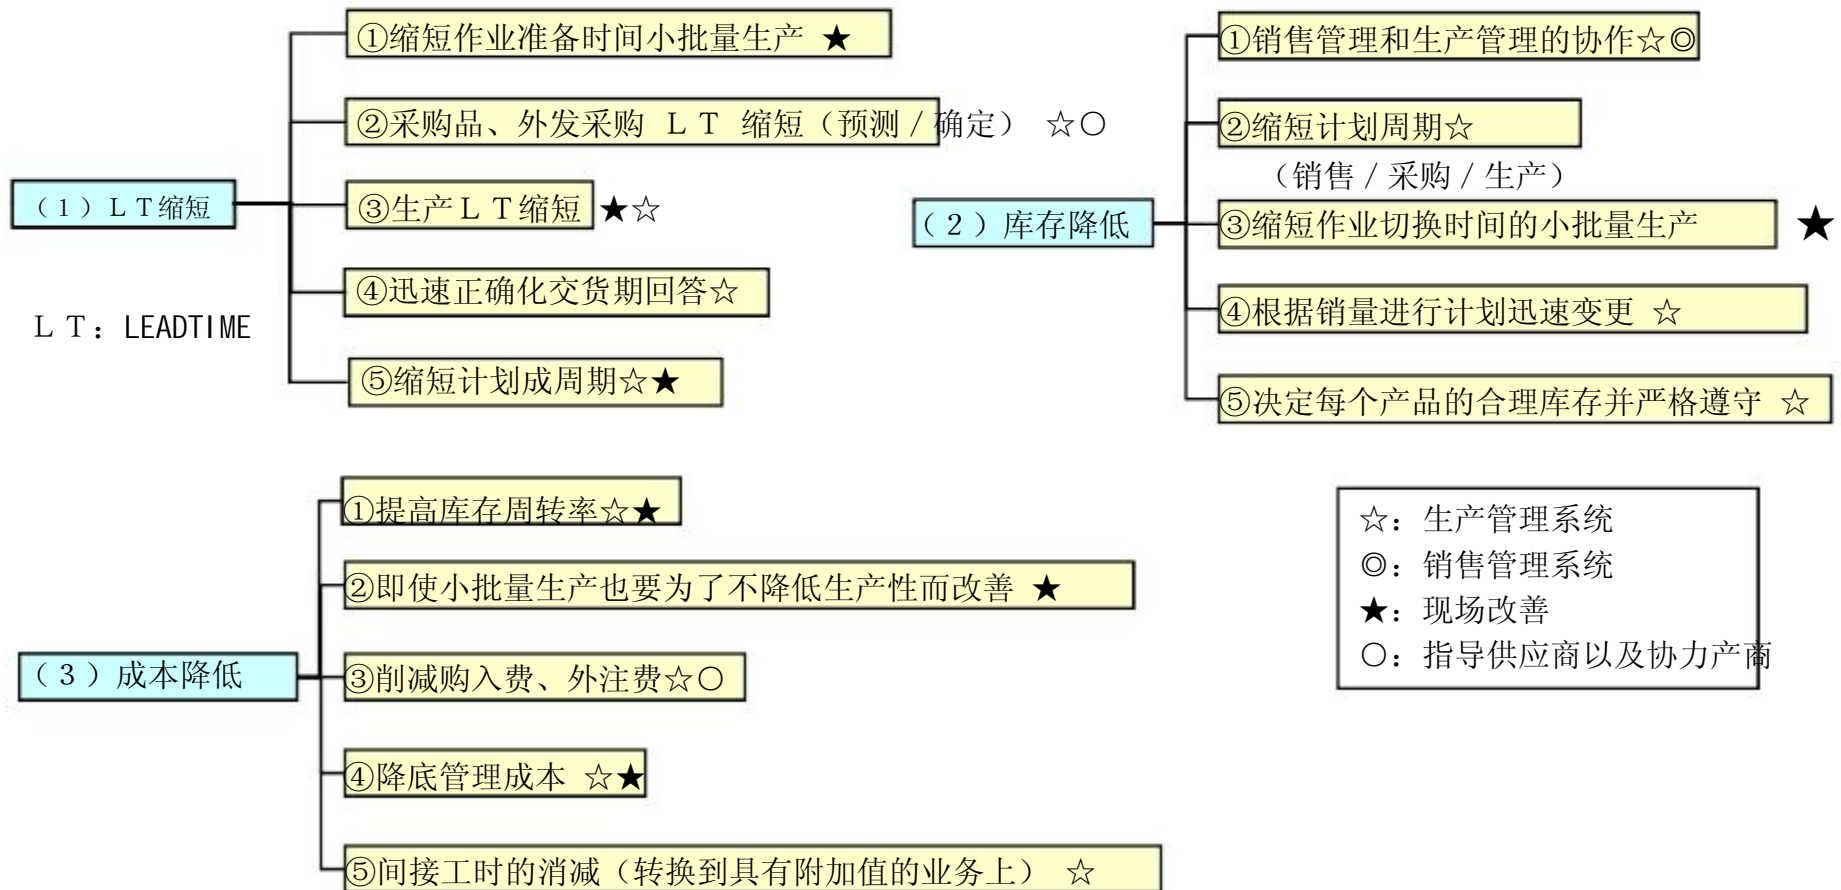 （１）ＬＴ缩短
①缩短作业准备时间小批量生产 ★
②采购品、外发采购 ＬＴ 缩短（预测／确定） ☆○
③生产ＬＴ缩短 ★☆
④迅速正确化交货期回答☆
⑤缩短计划成周期☆★
ＬＴ：LEADTIME
（２）库存降低
①销售管理和生产管理的协作☆◎
②缩短计划周期☆
（销售／采购／生产）
③缩短作业切换时间的小批量生产 ★
④根据销量进行计划迅速变更 ☆
⑤决定每个产品的合理库存并严格遵守 ☆
（３）成本降低
①提高库存周转率☆★
②即使小批量生产也要为了不降低生产性而改善 ★
③削减购入费、外注费☆○
④降底管理成本 ☆★
⑤间接工时的消减（转换到具有附加值的业务上） ☆
☆：生产管理系统
◎：销售管理系统
★：现场改善
○：指导供应商以及协力产商